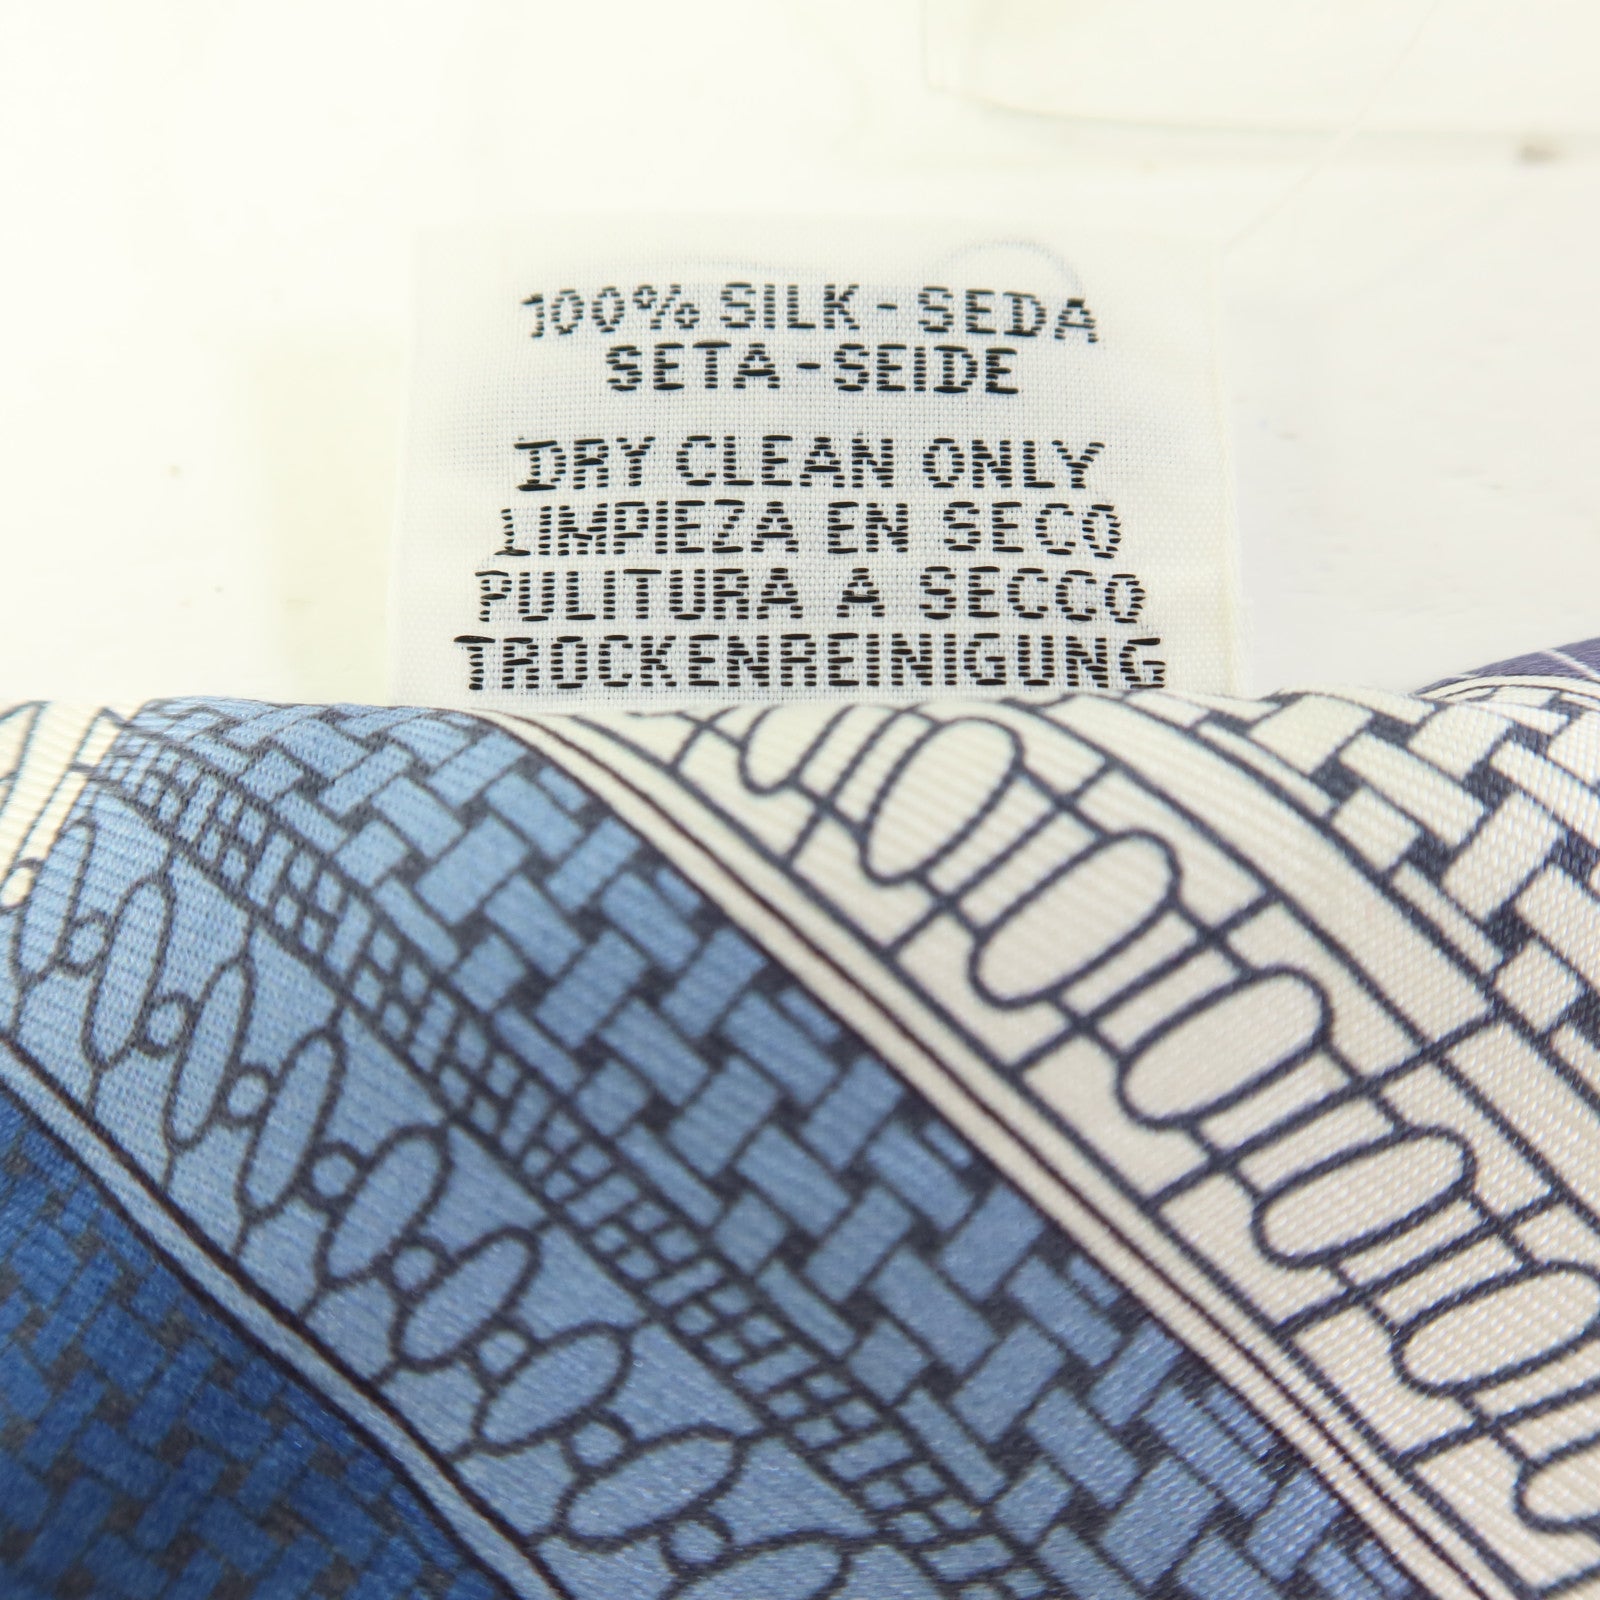 100% SILK - SEDA
SETA - SEIDE
DRY CLEAN ONLY
LIMPIEZA EN SECO
PULITURA A SECCO
TROCKENREINIGUNG